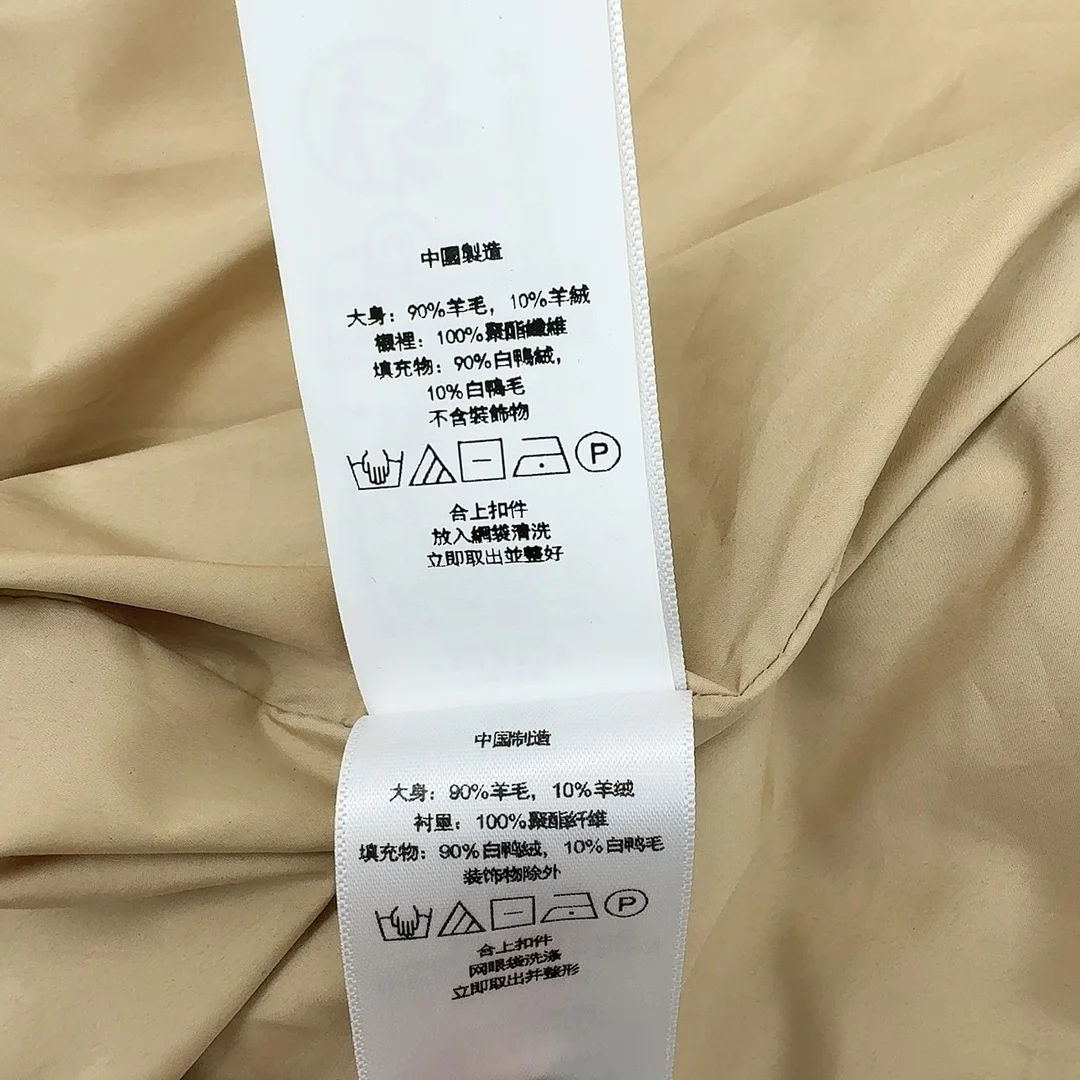 中國製造
大身：90%羊毛，10%羊絨
襯裡：100%聚酯纖維
填充物：90%白鴨絨，
10%白鴨毛
不含裝飾物
P
合上扣件
放入網袋清洗
立即取出並整好
中国制造
大身：90%羊毛，10%羊绒
衬里：100%聚酯纤维
填充物：90%白鸭绒，10%白鸭毛
装饰物除外
P
合上扣件
网眼袋洗涤
立即取出并整形